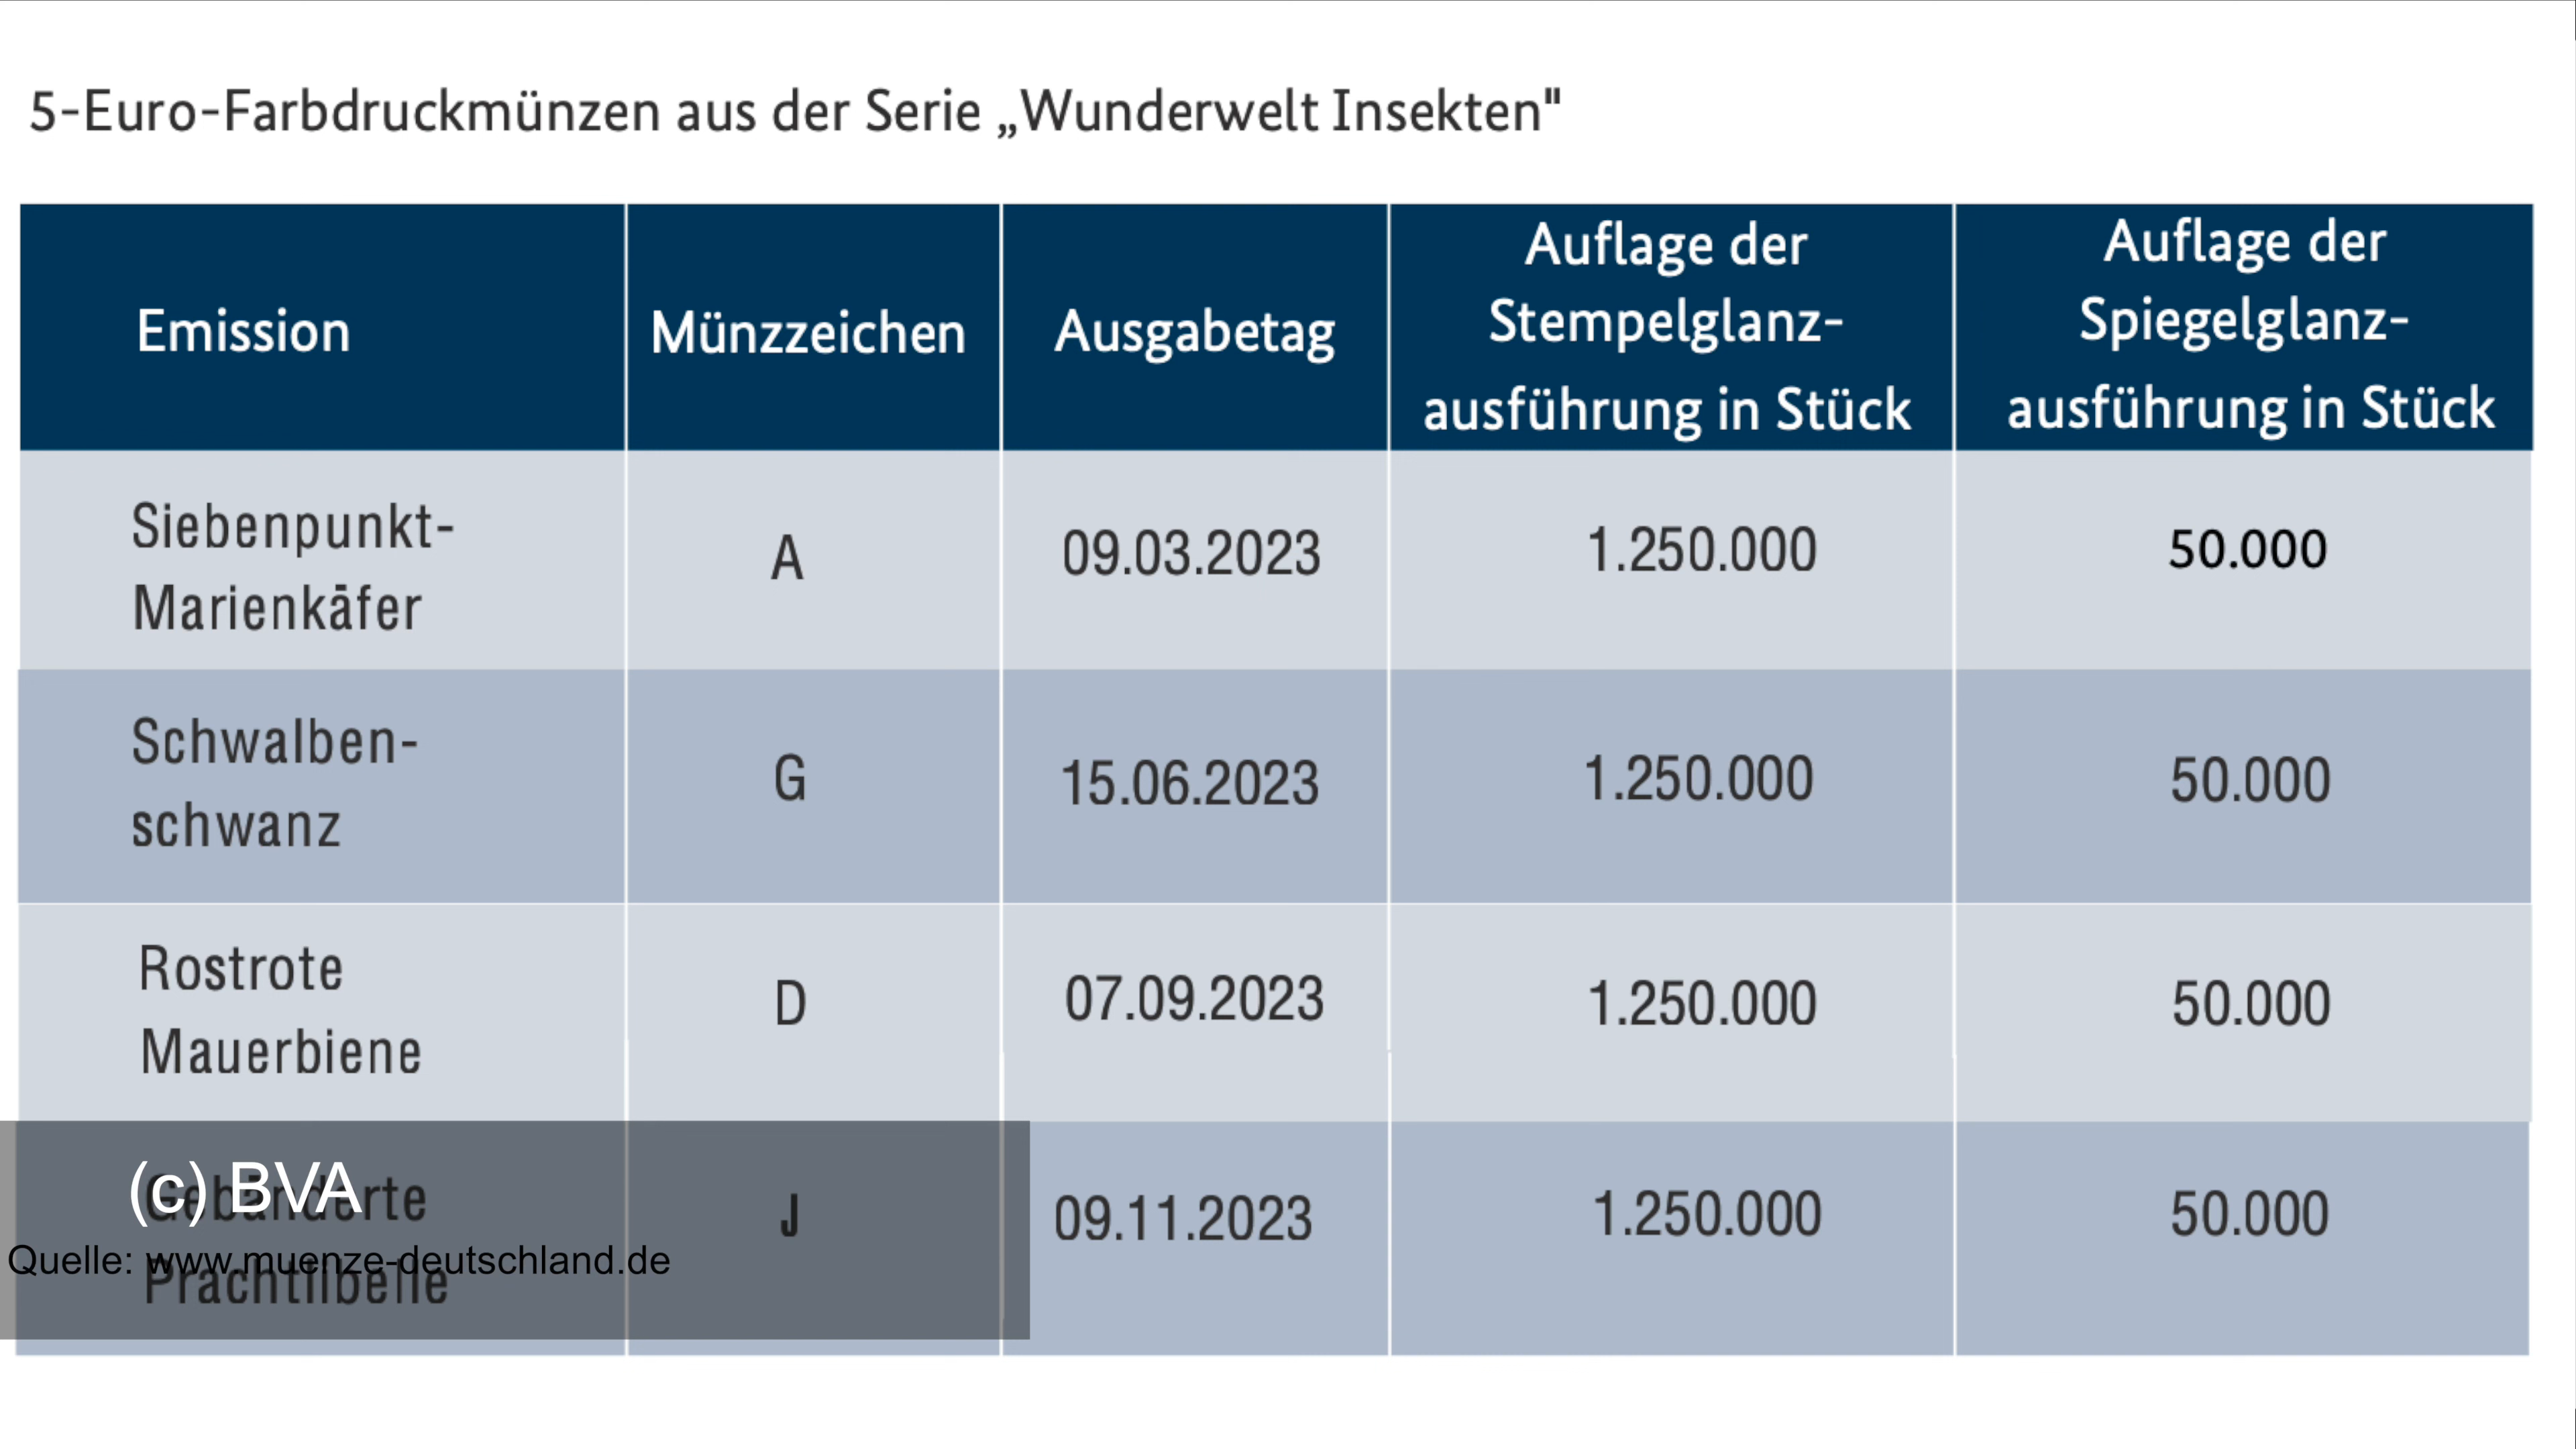 5-Euro-Farbdruckmünzen aus der Serie „Wunderwelt Insekten"
Emission
Münzzeichen
Ausgabetag
Auflage der
Stempelglanz-
ausführung in Stück
Auflage der
Spiegelglanz-
ausführung in Stück
Siebenpunkt-
Marienkäfer
A
09.03.2023
1.250.000
50.000
Schwalben-
schwanz
G
15.06.2023
1.250.000
50.000
Rostrote
Mauerbiene
D
07.09.2023
1.250.000
50.000
Gebänderte
Prachtlibelle
J
09.11.2023
1.250.000
50.000
(c) BVA
Quelle: www.muenze-deutschland.de